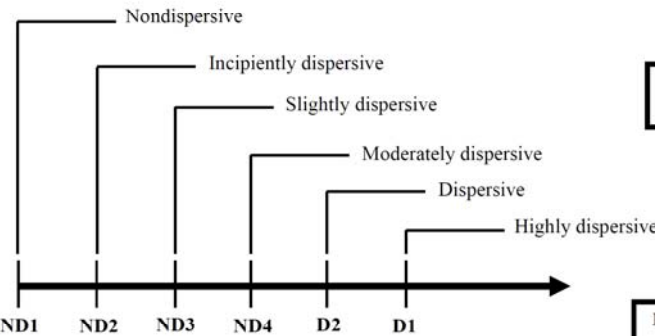 Nondispersive
Incipiently dispersive
Slightly dispersive
Moderately dispersive
Dispersive
Highly dispersive
ND1 ND2 ND3 ND4 D2 D1